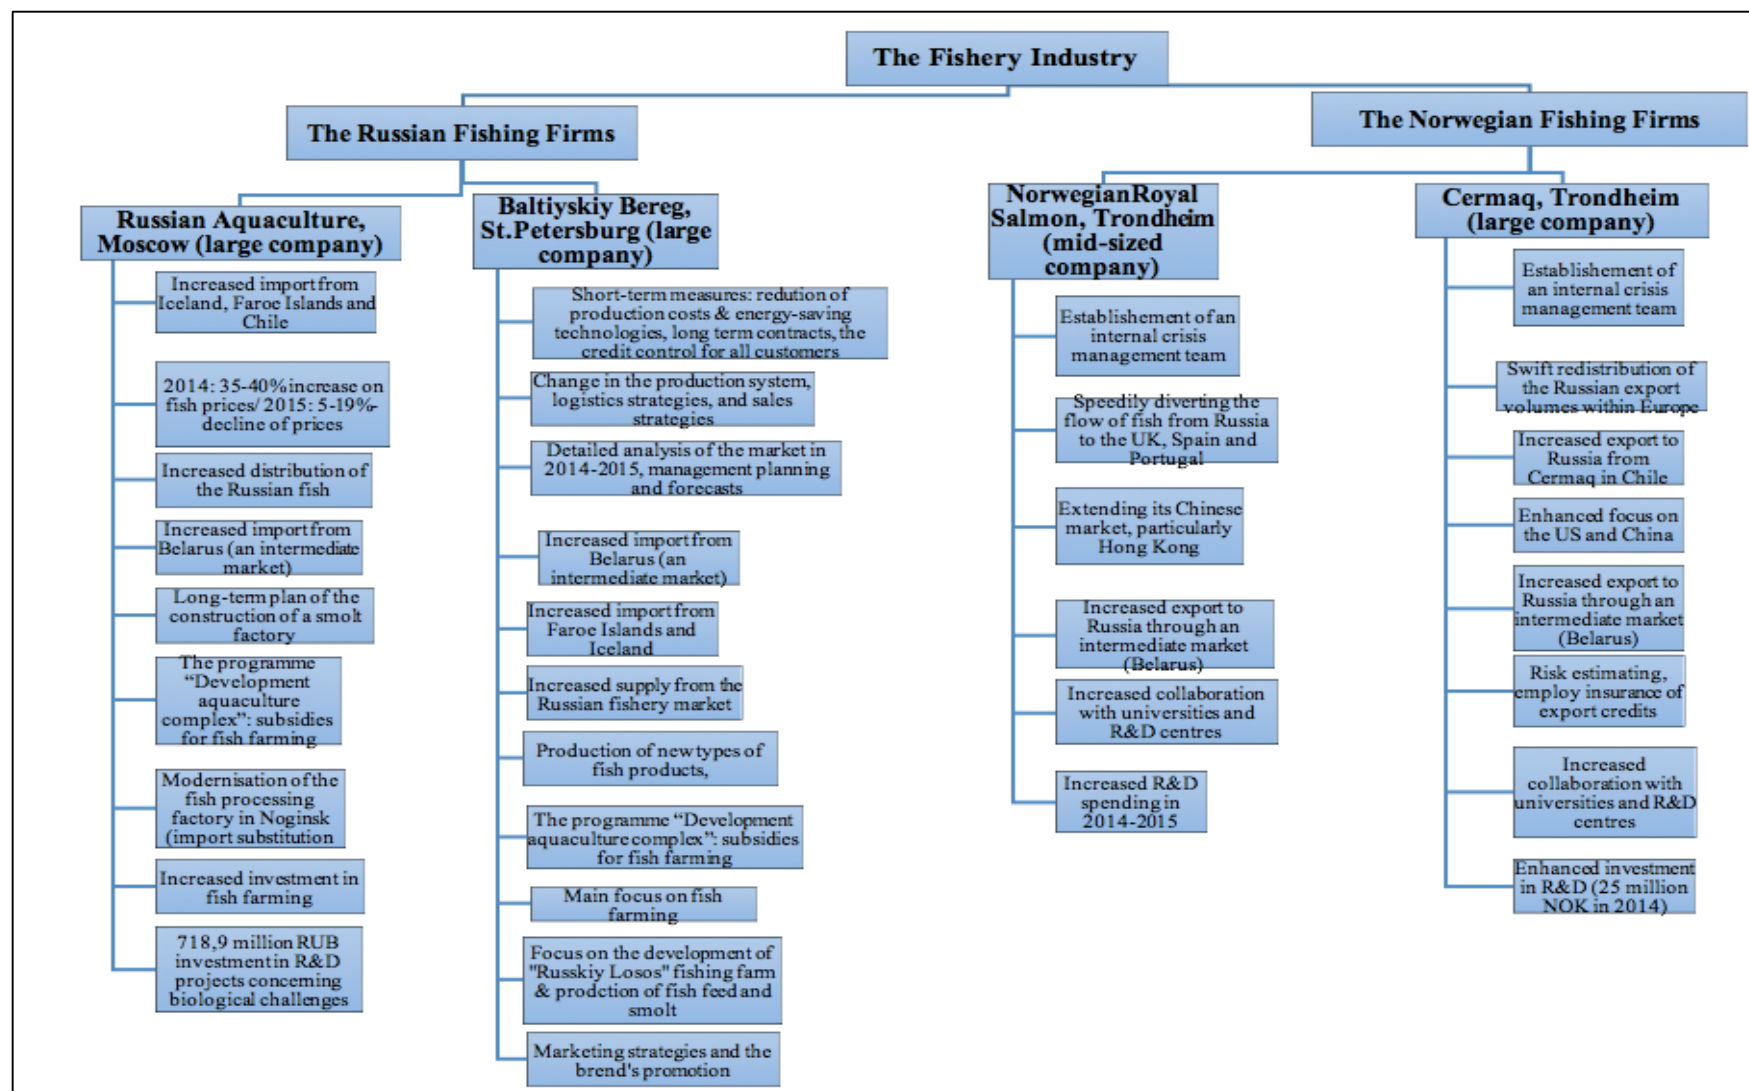 The Fishery Industry
The Russian Fishing Firms
The Norwegian Fishing Firms
Russian Aquaculture,
Moscow (large company)
Increased import from
Iceland, Faroe Islands and
Chile
2014: 35-40% increase on
fish prices/ 2015: 5-19%-
decline of prices
Increased distribution of
the Russian fish
Increased import from
Belarus (an intermediate
market)
Long-term plan of the
construction of a smolt
factory
The programme
“Development
aquaculture
complex”: subsidies
for fish farming
Modernisation of the
fish processing
factory in Noginsk
(import substitution
Increased investment in
fish farming
718,9 million RUB
investment in R&D
projects concerning
biological challenges
Baltiyskiy Bereg,
St.Petersburg (large
company)
Short-term measures: redution of
production costs & energy-saving
technologies, long term contracts, the
credit control for all customers
Change in the production system,
logistics strategies, and sales
strategies
Detailed analysis of the market in
2014-2015, management planning
and forecasts
Increased import from
Belarus (an
intermediate market)
Increased import from
Faroe Islands and
Iceland
Increased supply from the
Russian fishery market
Production of new types of
fish products,
The programme “Development
aquaculture complex”: subsidies
for fish farming
Main focus on fish
farming
Focus on the development of
"Russkiy Losos" fishing farm
& prodction of fish feed and
smolt
Marketing strategies and the
brend's promotion
Norwegian Royal
Salmon, Trondheim
(mid-sized
company)
Establishement of an
internal crisis
management team
Speedily diverting the
flow of fish from Russia
to the UK, Spain and
Portugal
Extending its Chinese
market, particularly
Hong Kong
Increased export to
Russia through an
intermediate market
(Belarus)
Increased collaboration
with universities and
R&D centres
Increased R&D
spending in
2014-2015
Cermaq, Trondheim
(large company)
Establishement of
an internal crisis
management team
Swift redistribution of
the Russian export
volumes within Europe
Increased export to
Russia from
Cermaq in Chile
Enhanced focus on
the US and China
Increased export to
Russia through an
intermediate market
(Belarus)
Risk estimating,
employ insurance of
export credits
Increased
collaboration with
universities and R&D
centres
Enhanced investment
in R&D (25 million
NOK in 2014)